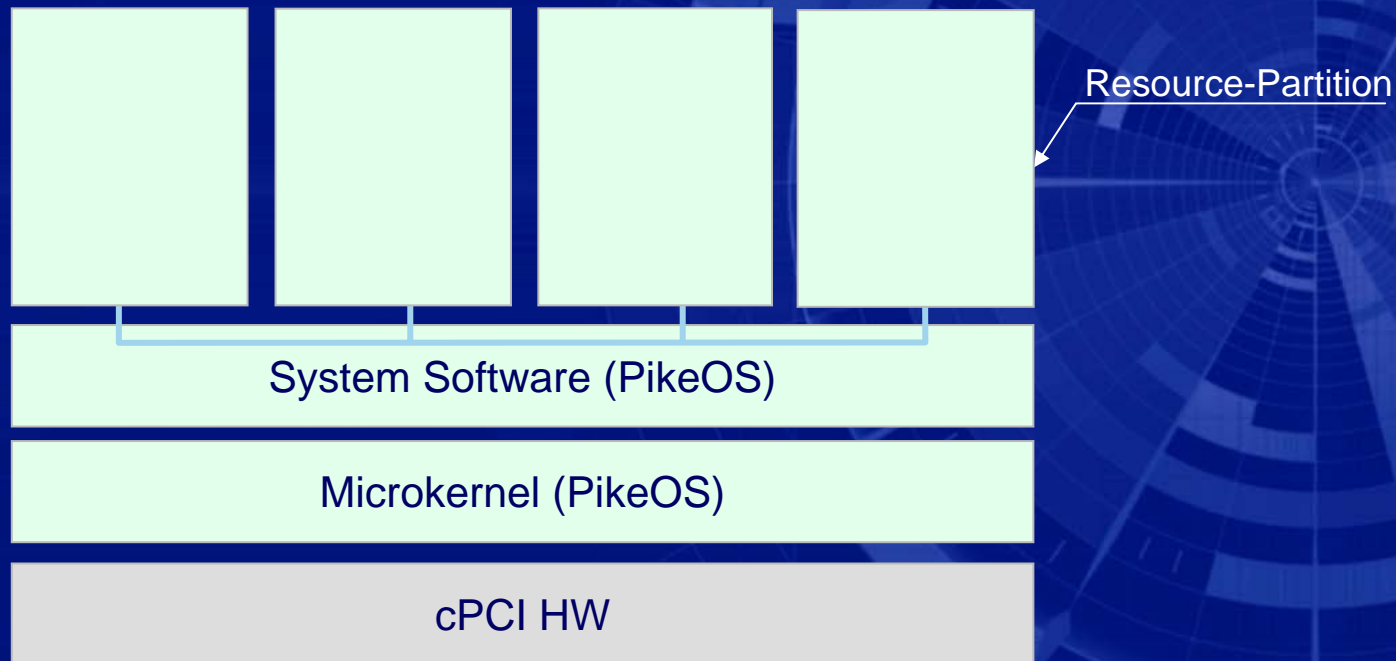 Resource-Partition
System Software (PikeOS)
Microkernel (PikeOS)
cPCI HW